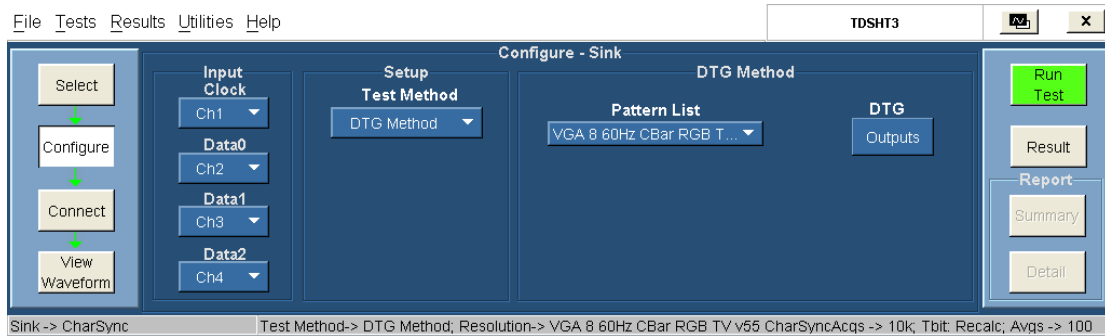 File Tests Results Utilities Help
TDSHT3
x
Configure - Sink
Select
Configure
Connect
View
Waveform
Input
Clock
Ch1
Data0
Ch2
Data1
Ch3
Data2
Ch4
Setup
Test Method
DTG Method
DTG Method
Pattern List
VGA 8 60Hz CBar RGB T...
DTG
Outputs
Run
Test
Result
Report
Summary
Detail
Sink -> CharSync
Test Method-> DTG Method; Resolution-> VGA 8 60Hz CBar RGB TV v55 CharSyncAcqs -> 10k; Tbit: Recalc; Avgs -> 100